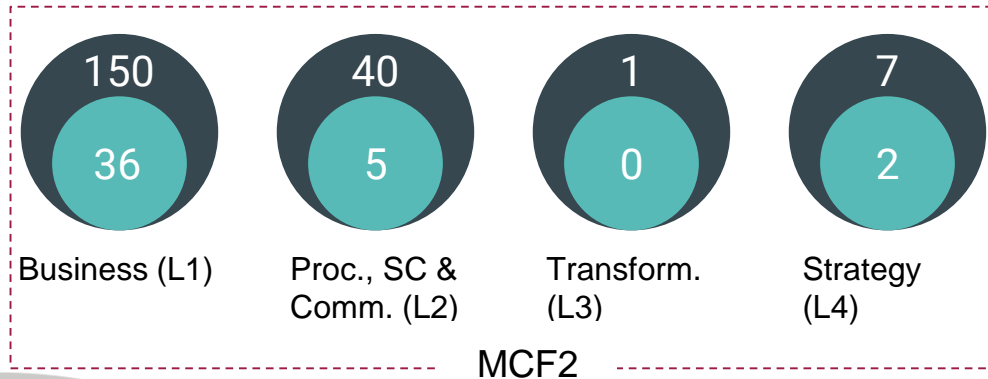 150
36
Business (L1)
40
5
Proc., SC &
Comm. (L2)
1
0
Transform.
(L3)
7
2
Strategy
(L4)
MCF2